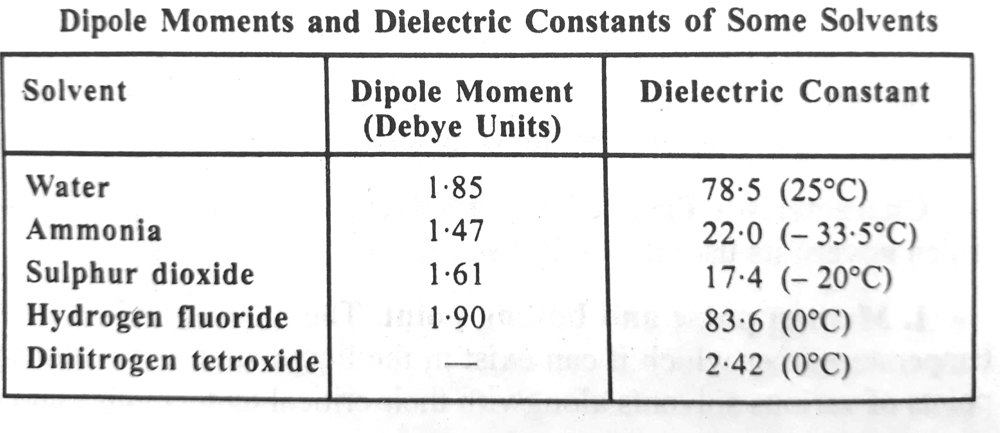 Dipole Moments and Dielectric Constants of Some Solvents
Solvent Dipole Moment Dielectric Constant
(Debye Units)
Water 1·85 78·5 (25°C)
Ammonia 1·47 22·0 (– 33·5°C)
Sulphur dioxide 1·61 17·4 (– 20°C)
Hydrogen fluoride 1·90 83·6 (0°C)
Dinitrogen tetroxide — 2·42 (0°C)